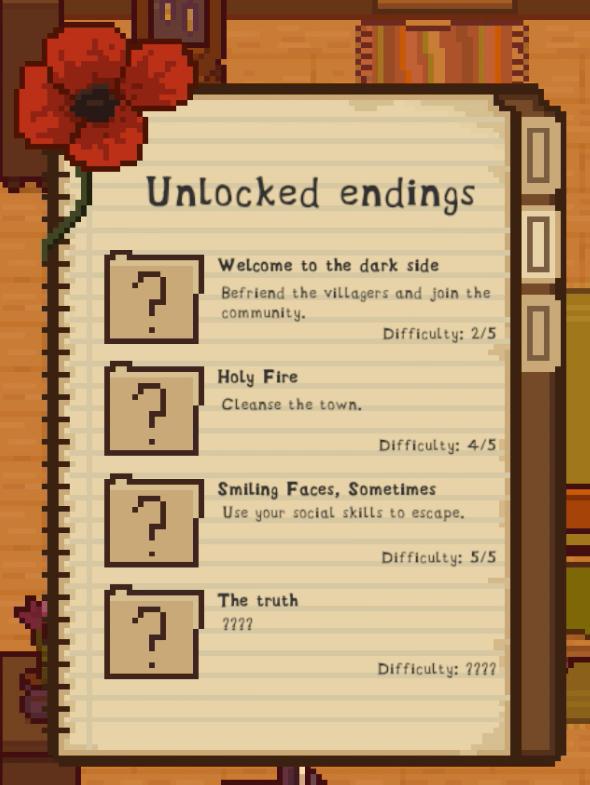 Unlocked endings
Welcome to the dark side
Befriend the villagers and join the
community.
Difficulty: 2/5
Holy Fire
Cleanse the town.
Difficulty: 4/5
Smiling Faces, Sometimes
Use your social skills to escape.
Difficulty: 5/5
The truth
????
Difficulty: ????